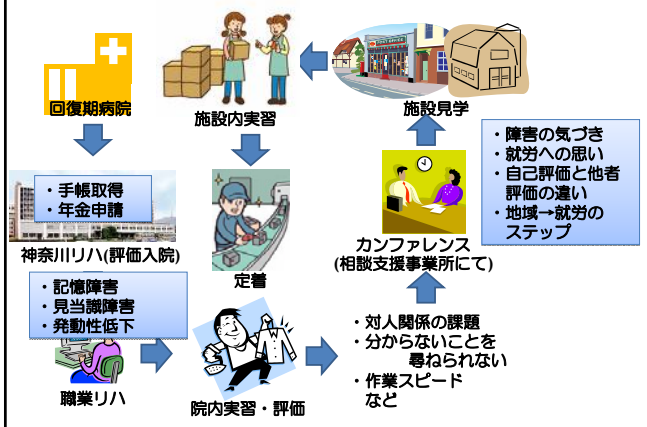 回復期病院
・手帳取得
・年金申請
神奈川リハ(評価入院)
・記憶障害
・見当識障害
・発動性低下
職業リハ
院内実習・評価
・対人関係の課題
・分からないことを
尋ねられない
・作業スピード
など
カンファレンス
(相談支援事業所にて)
・障害の気づき
・就労への思い
・自己評価と他者
評価の違い
・地域→就労の
ステップ
施設見学
施設内実習
定着